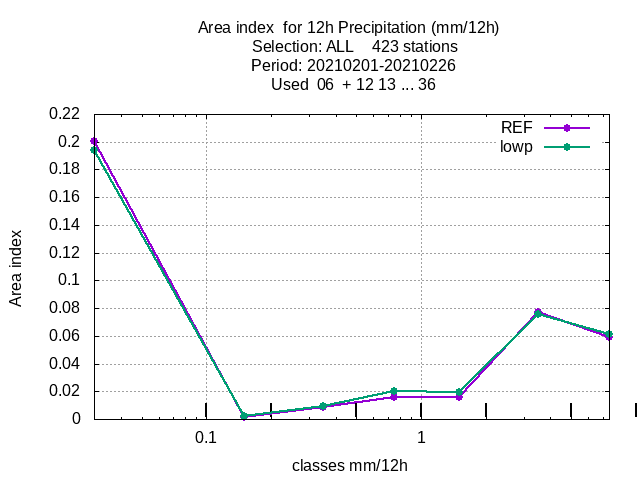 Area index  for 12h Precipitation (mm/12h)
Selection: ALL    423 stations
Period: 20210201-20210226
Used  06  + 12 13 ... 36
REF
lowp
0.22
0.2
0.18
0.16
0.14
0.12
0.1
0.08
0.06
0.04
0.02
0
Area index
0.1
1
classes mm/12h